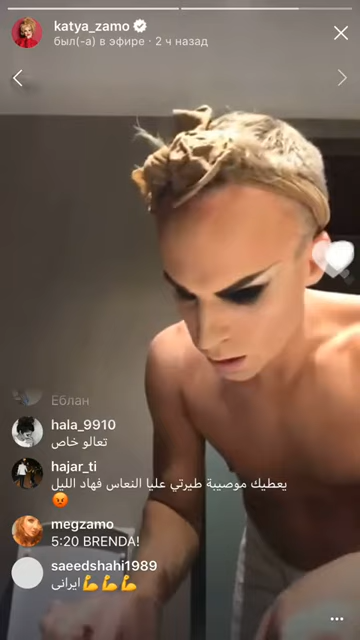 katya_zamo
был(-а) в эфире · 2 ч назад
Еблан
hala_9910
تعالو خاص
hajar_ti
يعطيك موصيبة طيرتي عليا النعاس فهاد الليل
😡
megzamo
5:20 BRENDA!
saeedshahi1989
ایرانی💪💪💪